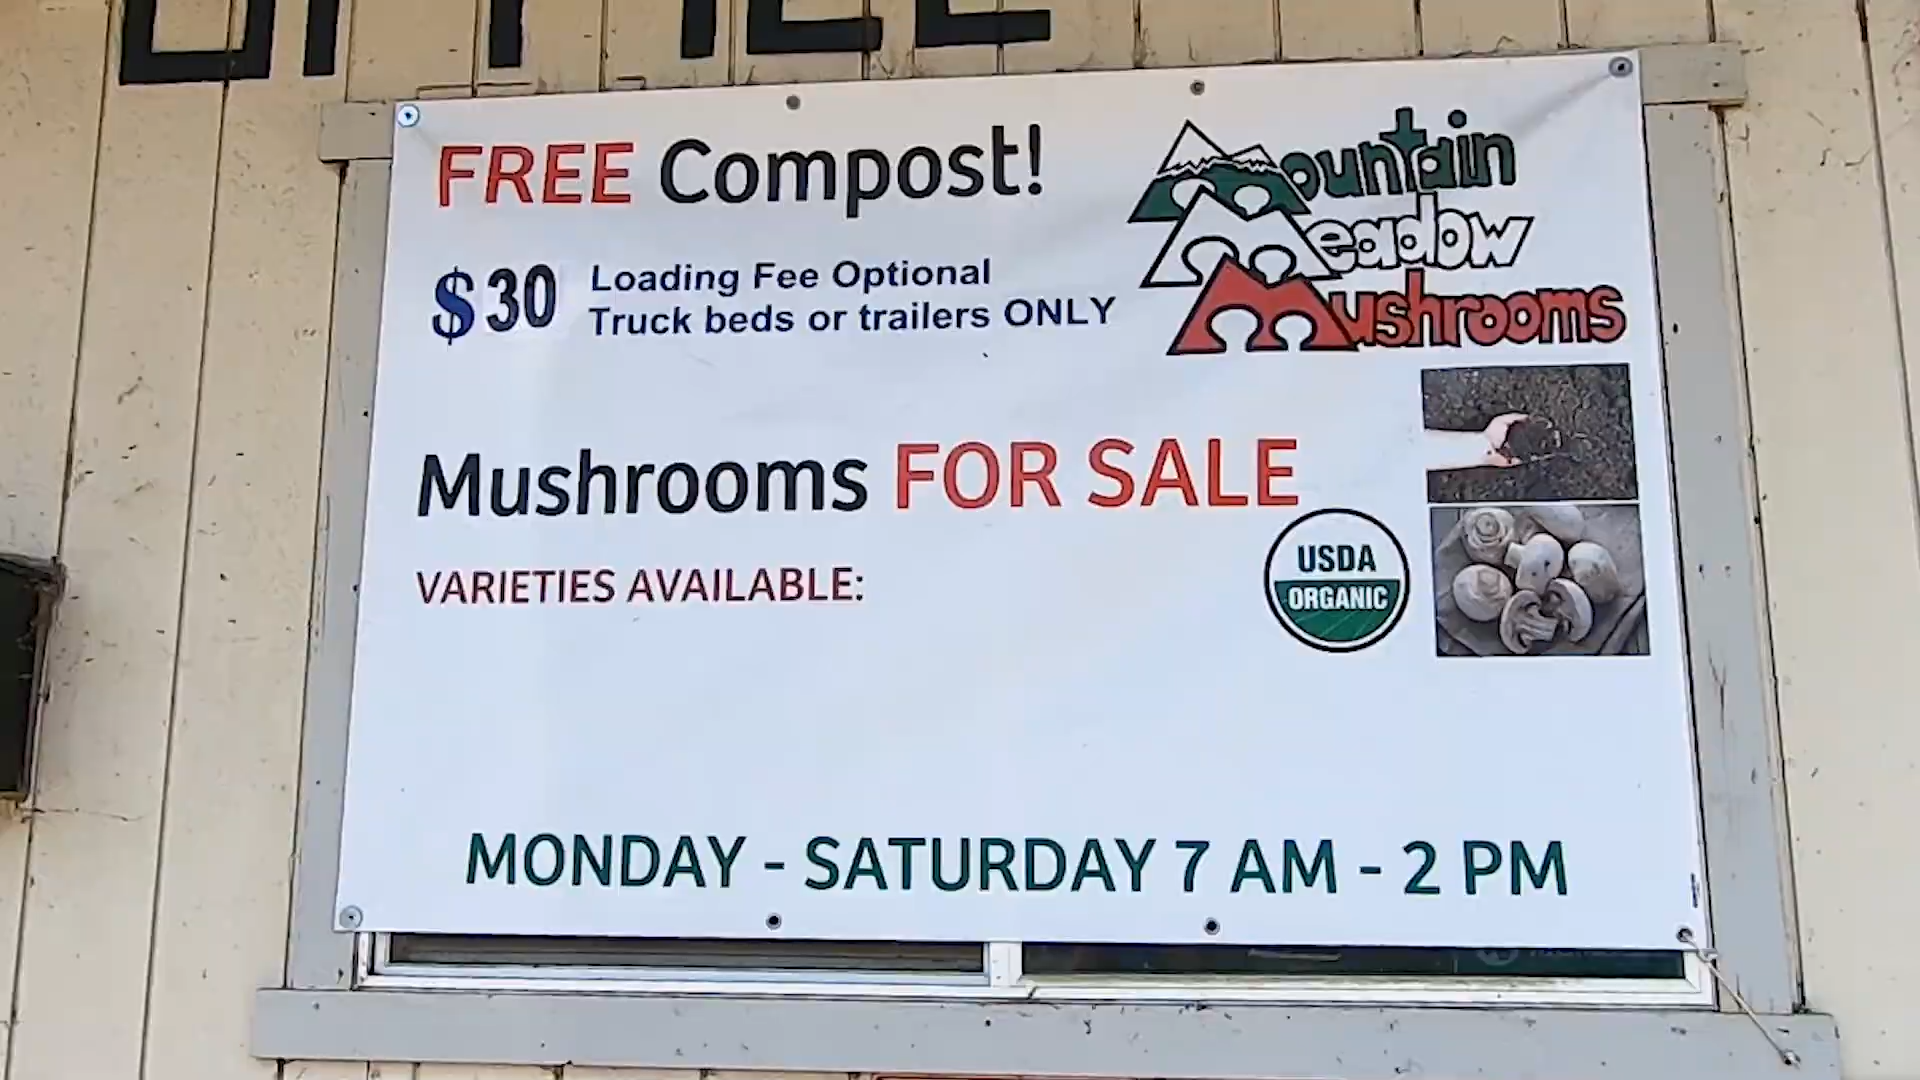 OFFICE
FREE Compost!
$30 Loading Fee Optional
Truck beds or trailers ONLY
Mountain
Meadow
Mushrooms
Mushrooms FOR SALE
VARIETIES AVAILABLE:
USDA
ORGANIC
MONDAY - SATURDAY 7 AM - 2 PM